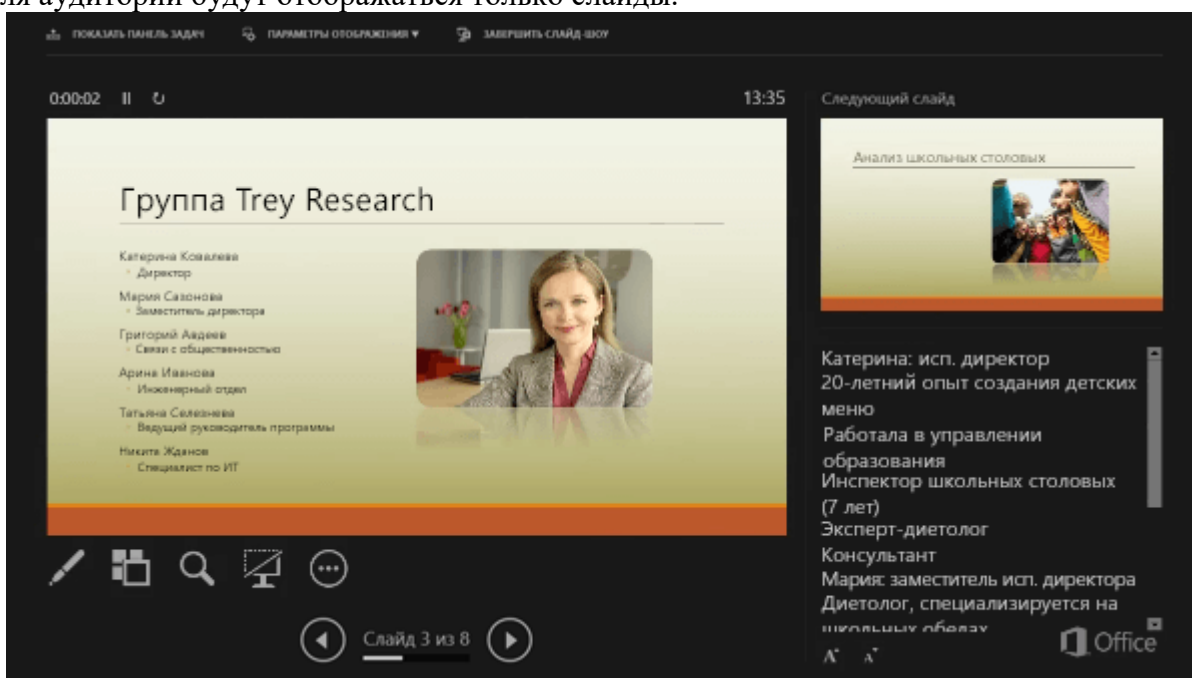 ля аудитории будут отображаться только слайды.
ПОКАЗАТЬ ПАНЕЛЬ ЗАДАЧ ПАРАМЕТРЫ ОТОБРАЖЕНИЯ ▼ ЗАВЕРШИТЬ СЛАЙД-ШОУ
0:00:02 13:35
Группа Trey Research
Катерина Ковалева
Директор
Мария Сазонова
Заместитель директора
Григорий Авдеев
Связи с общественностью
Арина Иванова
Инженерный отдел
Татьяна Селезнева
Ведущий руководитель программы
Никита Жданов
Специалист по ИТ
Слайд 3 из 8
Следующий слайд
Анализ школьных столовых
Катерина: исп. директор
20-летний опыт создания детских
меню
Работала в управлении
образования
Инспектор школьных столовых
(7 лет)
Эксперт-диетолог
Консультант
Мария: заместитель исп. директора
Диетолог, специализируется на
школьных обедах
A A
Office